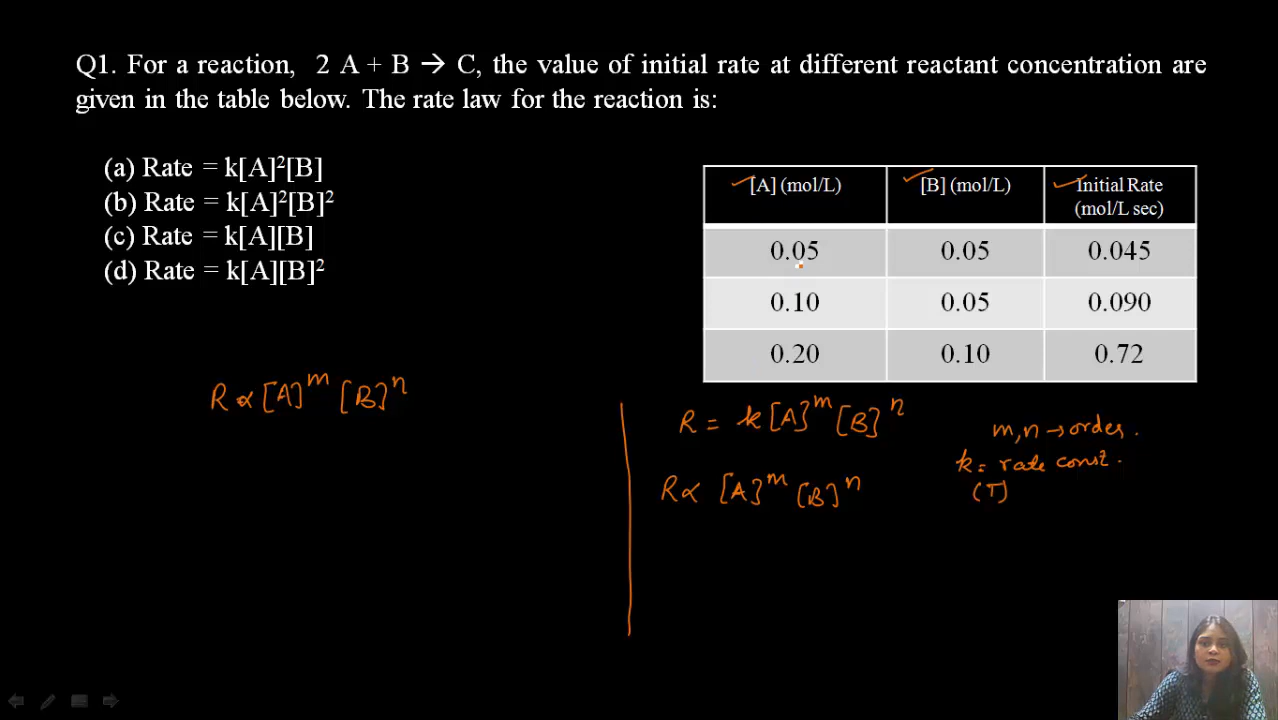 Q1. For a reaction, 2 A + B → C, the value of initial rate at different reactant concentration are
given in the table below. The rate law for the reaction is:
(a) Rate = k[A]²[B]
(b) Rate = k[A]²[B]²
(c) Rate = k[A][B]
(d) Rate = k[A][B]²
[A] (mol/L) [B] (mol/L) Initial Rate
(mol/L sec)
0.05 0.05 0.045
0.10 0.05 0.090
0.20 0.10 0.72
R ∝ [A]^m [B]^n
R = k [A]^m [B]^n
R ∝ [A]^m [B]^n
m, n → order.
k = rate const.
(T)